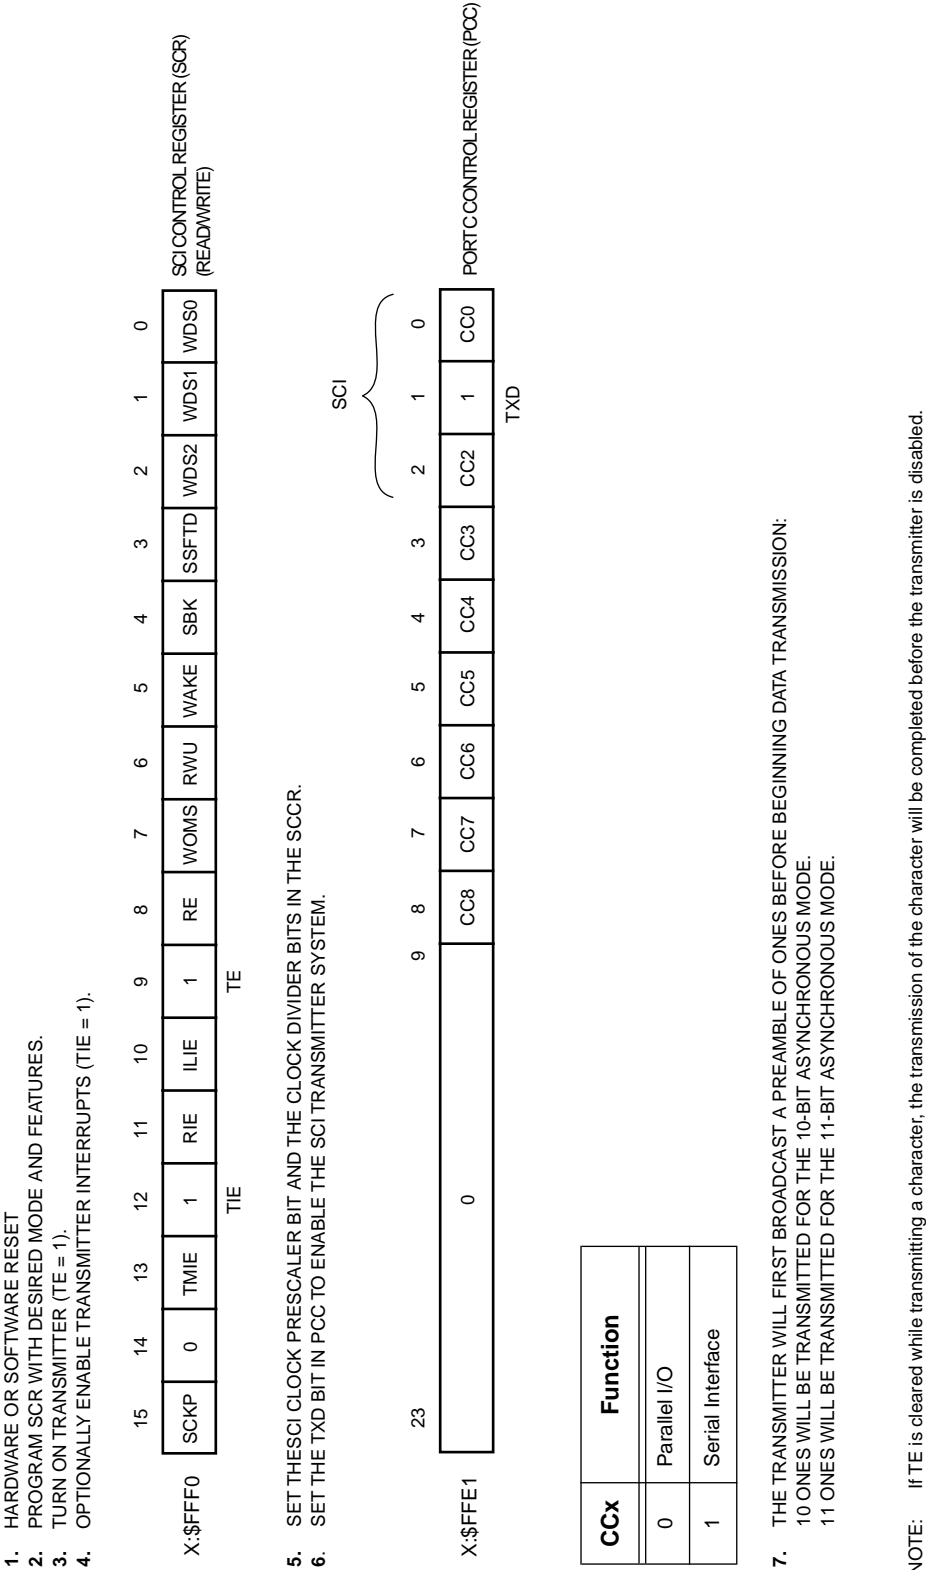 1. HARDWARE OR SOFTWARE RESET
2. PROGRAM SCR WITH DESIRED MODE AND FEATURES.
3. TURN ON TRANSMITTER (TE = 1).
4. OPTIONALLY ENABLE TRANSMITTER INTERRUPTS (TIE = 1).
15 14 13 12 11 10 9 8 7 6 5 4 3 2 1 0
X:$FFF0 SCKP 0 TMIE 1 RIE ILIE 1 RE WOMS RWU WAKE SBK SSFTD WDS2 WDS1 WDS0 SCI CONTROL REGISTER (SCR)
(READ/WRITE)
TIE TE
5. SET THESCI CLOCK PRESCALER BIT AND THE CLOCK DIVIDER BITS IN THE SCCR.
6. SET THE TXD BIT IN PCC TO ENABLE THE SCI TRANSMITTER SYSTEM.
SCI
23 9 8 7 6 5 4 3 2 1 0
X:$FFE1 0 CC8 CC7 CC6 CC5 CC4 CC3 CC2 1 CC0 PORT C CONTROL REGISTER (PCC)
TXD
CCx Function
0 Parallel I/O
1 Serial Interface
7. THE TRANSMITTER WILL FIRST BROADCAST A PREAMBLE OF ONES BEFORE BEGINNING DATA TRANSMISSION:
10 ONES WILL BE TRANSMITTED FOR THE 10-BIT ASYNCHRONOUS MODE.
11 ONES WILL BE TRANSMITTED FOR THE 11-BIT ASYNCHRONOUS MODE.
NOTE: If TE is cleared while transmitting a character, the transmission of the character will be completed before the transmitter is disabled.